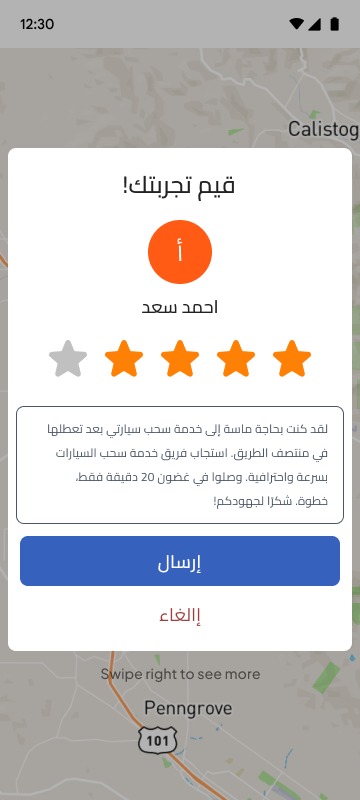 12:30
Calistog
قيم تجربتك!
أ
احمد سعد
لقد كنت بحاجة ماسة إلى خدمة سحب سيارتي بعد تعطلها
في منتصف الطريق. استجاب فريق خدمة سحب السيارات
بسرعة واحترافية. وصلوا في غضون 20 دقيقة فقط،
خطوة. شكرًا لجهودكم!
إرسال
إالغاء
Swipe right to see more
Penngrove
101